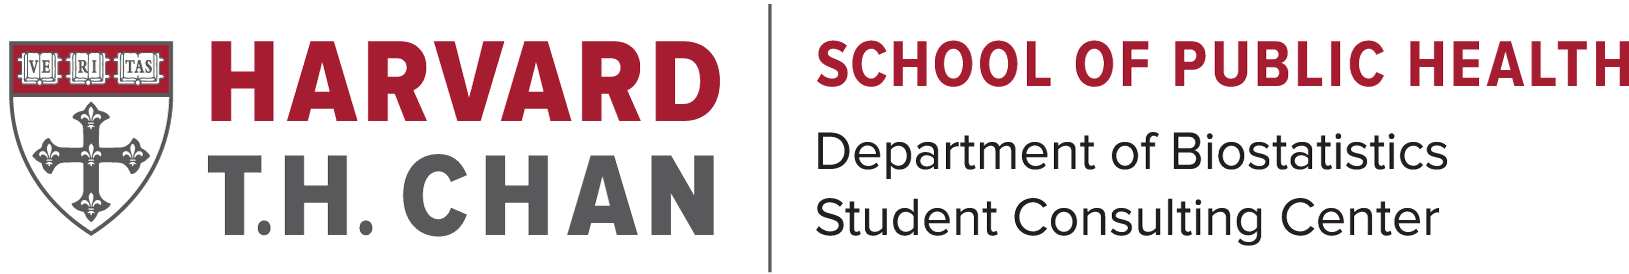 VE RI TAS
HARVARD
T.H. CHAN
SCHOOL OF PUBLIC HEALTH
Department of Biostatistics
Student Consulting Center